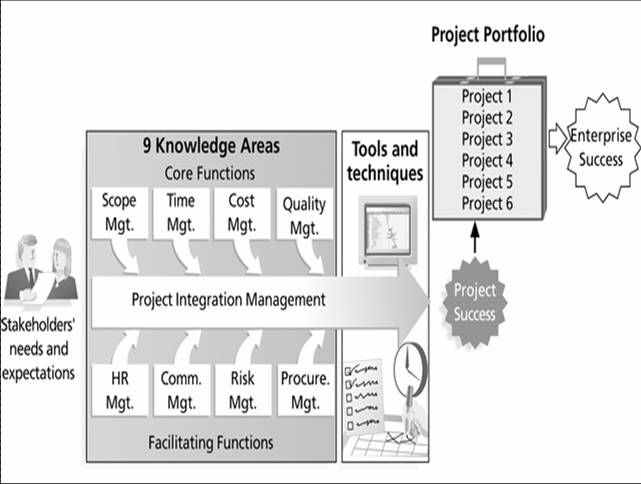 Project Portfolio
Project 1
Project 2
Project 3
Project 4
Project 5
Project 6
Enterprise
Success
9 Knowledge Areas
Core Functions
Scope
Mgt.
Time
Mgt.
Cost
Mgt.
Quality
Mgt.
Tools and
techniques
Project Integration Management
Stakeholders'
needs and
expectations
Project
Success
HR
Mgt.
Comm.
Mgt.
Risk
Mgt.
Procure.
Mgt.
Facilitating Functions